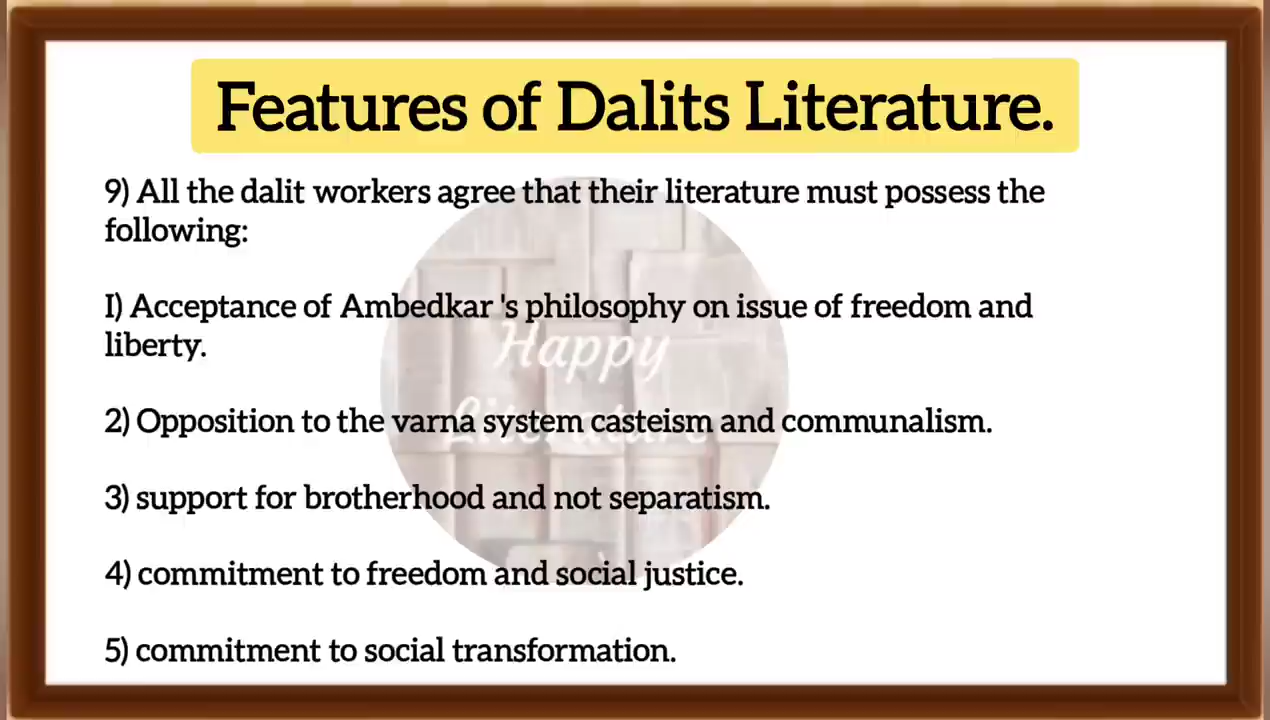 Features of Dalits Literature.
9) All the dalit workers agree that their literature must possess the
following:
I) Acceptance of Ambedkar 's philosophy on issue of freedom and
liberty.
Happy
2) Opposition to the varna system casteism and communalism.
Literature
3) support for brotherhood and not separatism.
4) commitment to freedom and social justice.
5) commitment to social transformation.